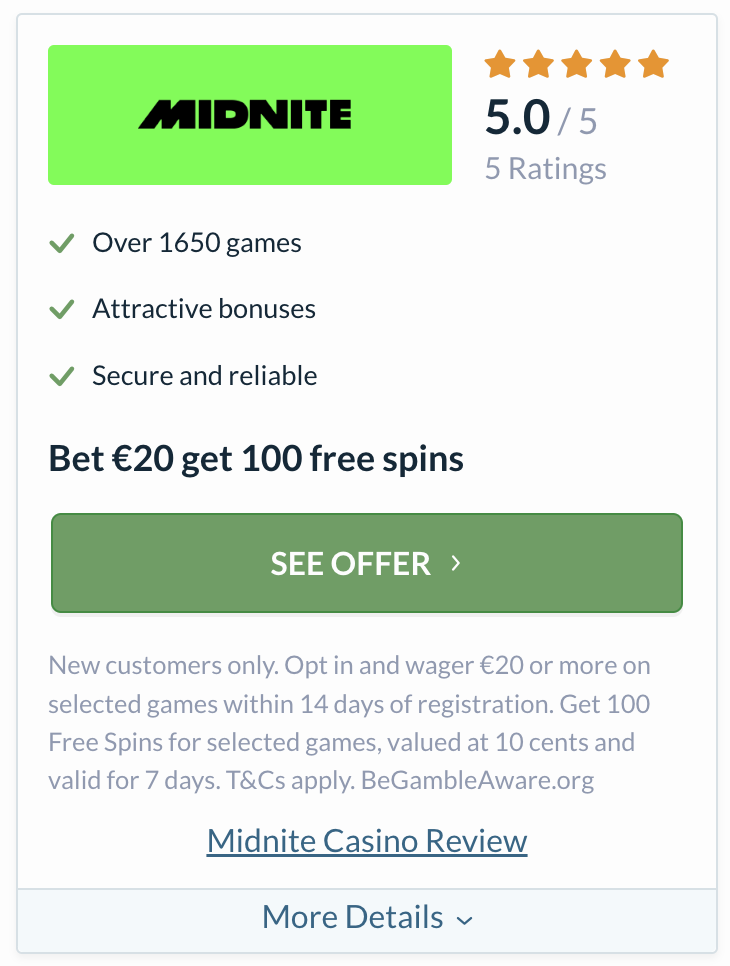 MIDNITE
5.0 / 5
5 Ratings
Over 1650 games
Attractive bonuses
Secure and reliable
Bet €20 get 100 free spins
SEE OFFER
New customers only. Opt in and wager €20 or more on
selected games within 14 days of registration. Get 100
Free Spins for selected games, valued at 10 cents and
valid for 7 days. T&Cs apply. BeGambleAware.org
Midnite Casino Review
More Details